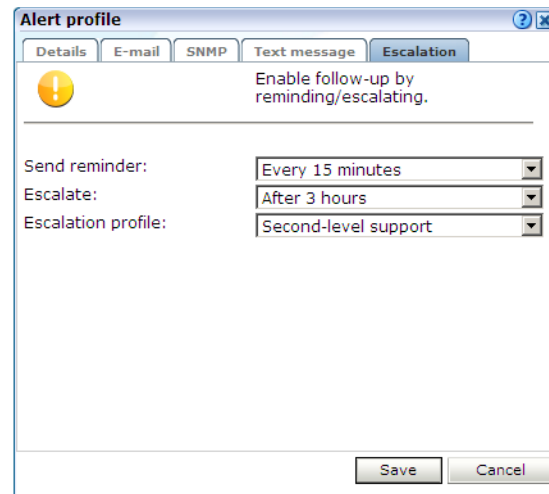 Alert profile
Details E-mail SNMP Text message Escalation
Enable follow-up by
reminding/escalating.
Send reminder: Every 15 minutes
Escalate: After 3 hours
Escalation profile: Second-level support
Save Cancel